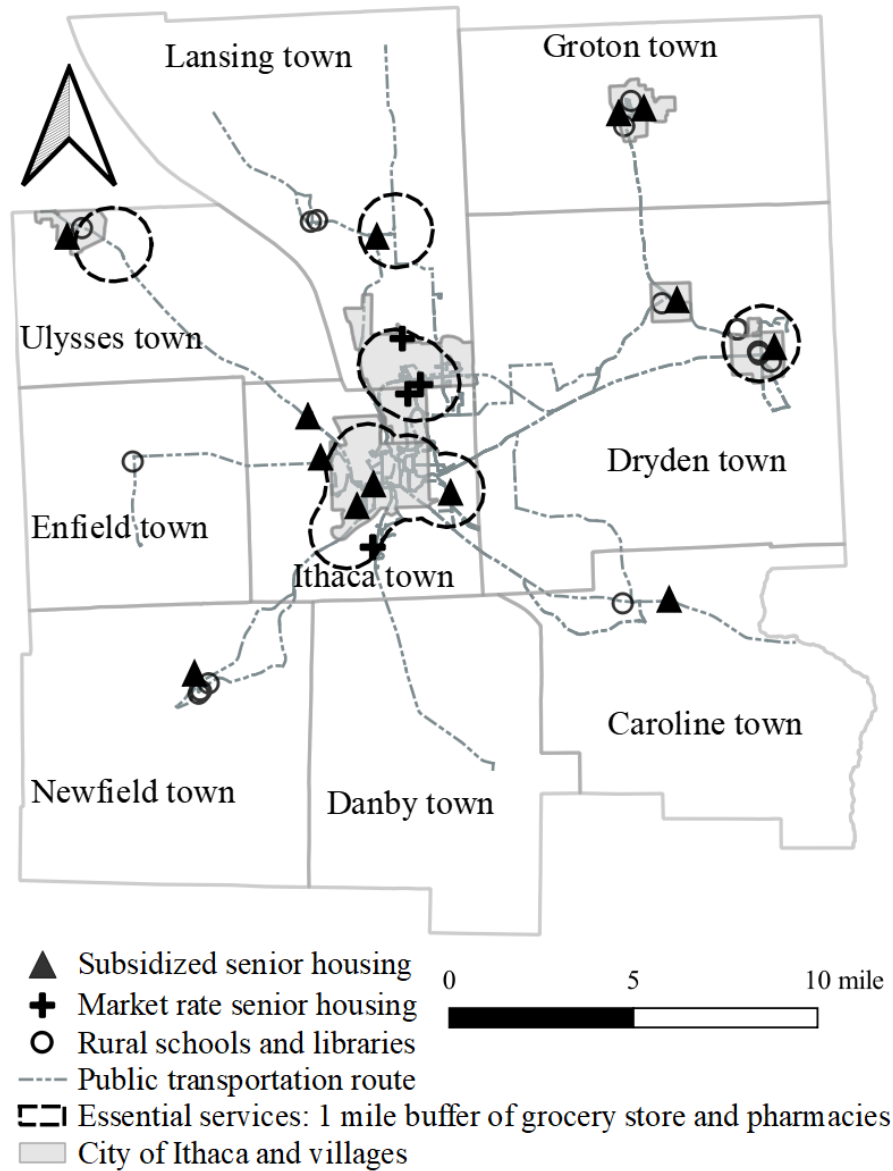 Lansing town
Groton town
Ulysses town
Dryden town
Enfield town
Ithaca town
Caroline town
Newfield town
Danby town
Subsidized senior housing
Market rate senior housing
Rural schools and libraries
Public transportation route
Essential services: 1 mile buffer of grocery store and pharmacies
City of Ithaca and villages
0 5 10 mile